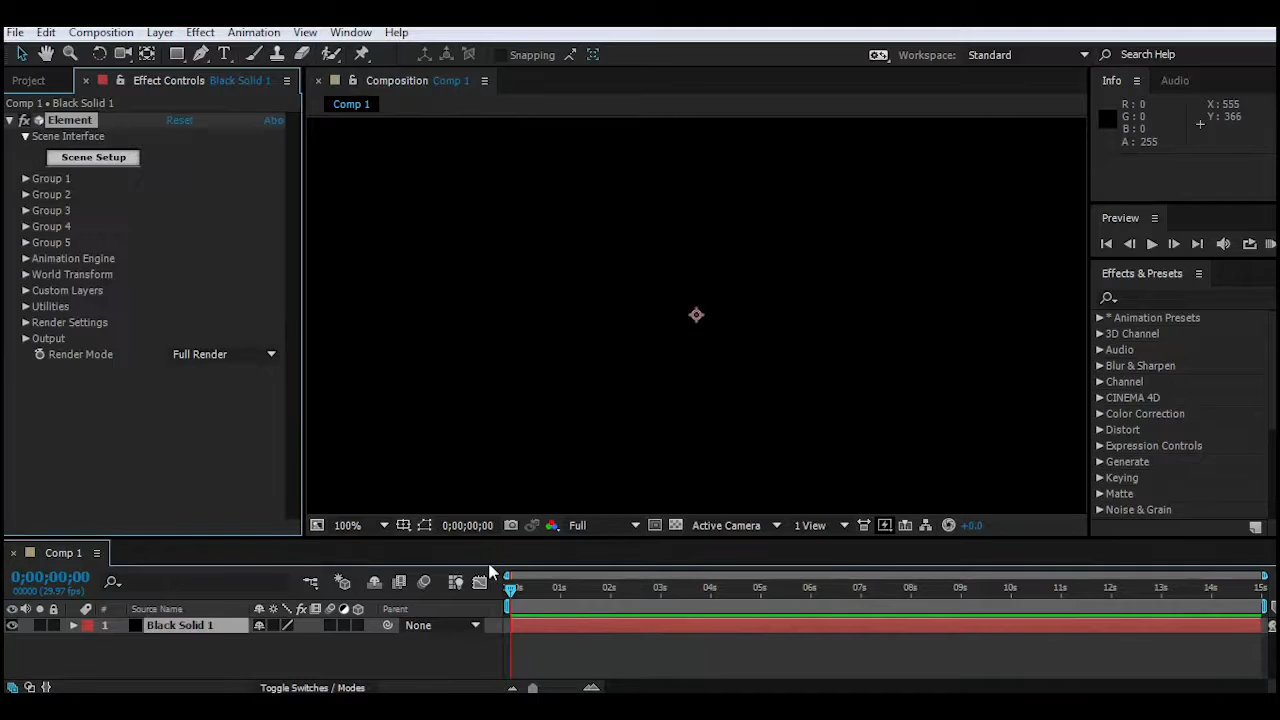 File Edit Composition Layer Effect Animation View Window Help
Snapping Workspace: Standard Search Help
Project Effect Controls Black Solid 1 Composition Comp 1 Info Audio
Comp 1 • Black Solid 1 Comp 1
Element Reset Abo
Scene Interface
Scene Setup
Group 1
Group 2
Group 3
Group 4
Group 5
Animation Engine
World Transform
Custom Layers
Utilities
Render Settings
Output
Render Mode Full Render
100% 0;00;00;00 Full Active Camera 1 View +0.0
R: 0 X: 555
G: 0 Y: 366
B: 0
A: 255
Preview
Effects & Presets
* Animation Presets
3D Channel
Audio
Blur & Sharpen
Channel
CINEMA 4D
Color Correction
Distort
Expression Controls
Generate
Keying
Matte
Noise & Grain
Comp 1
0;00;00;00
00000 (29.97 fps)
01s 02s 03s 04s 05s 06s 07s 08s 09s 10s 11s 12s 13s 14s 15s
# Source Name Parent
1 Black Solid 1 None
Toggle Switches / Modes